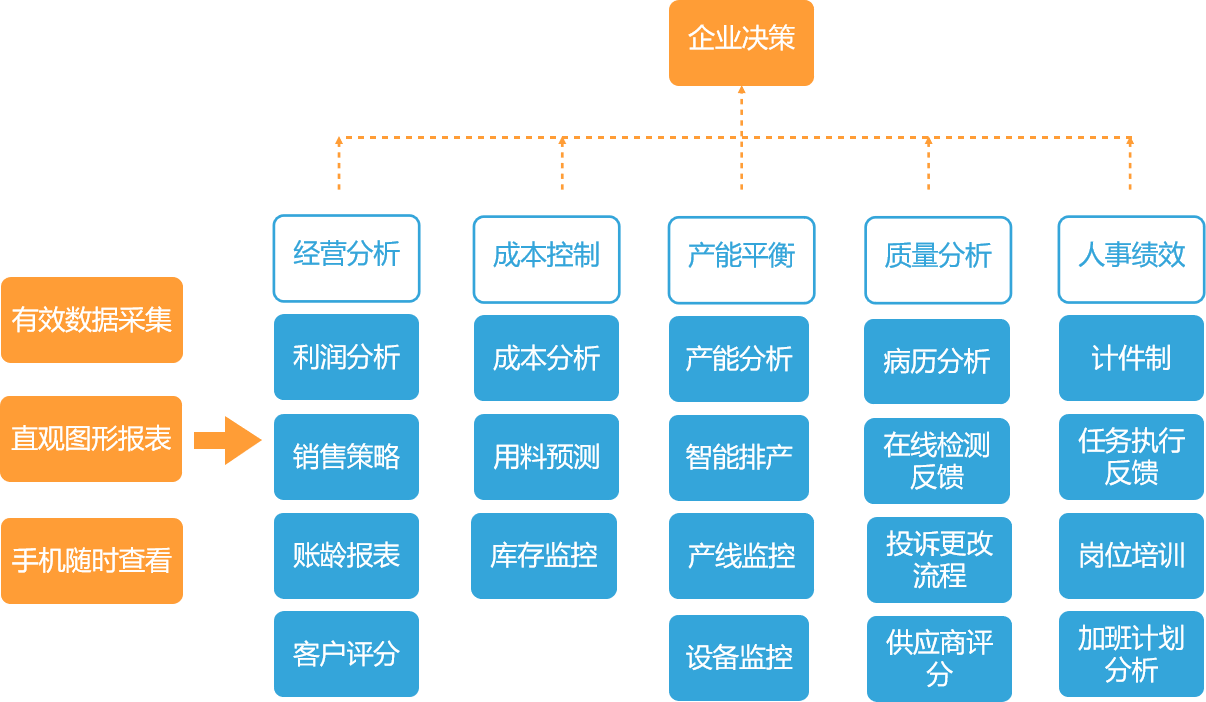 企业决策
经营分析
成本控制
产能平衡
质量分析
人事绩效
有效数据采集
直观图形报表
手机随时查看
利润分析
销售策略
账龄报表
客户评分
成本分析
用料预测
库存监控
产能分析
智能排产
产线监控
设备监控
病历分析
在线检测
反馈
投诉更改
流程
供应商评
分
计件制
任务执行
反馈
岗位培训
加班计划
分析